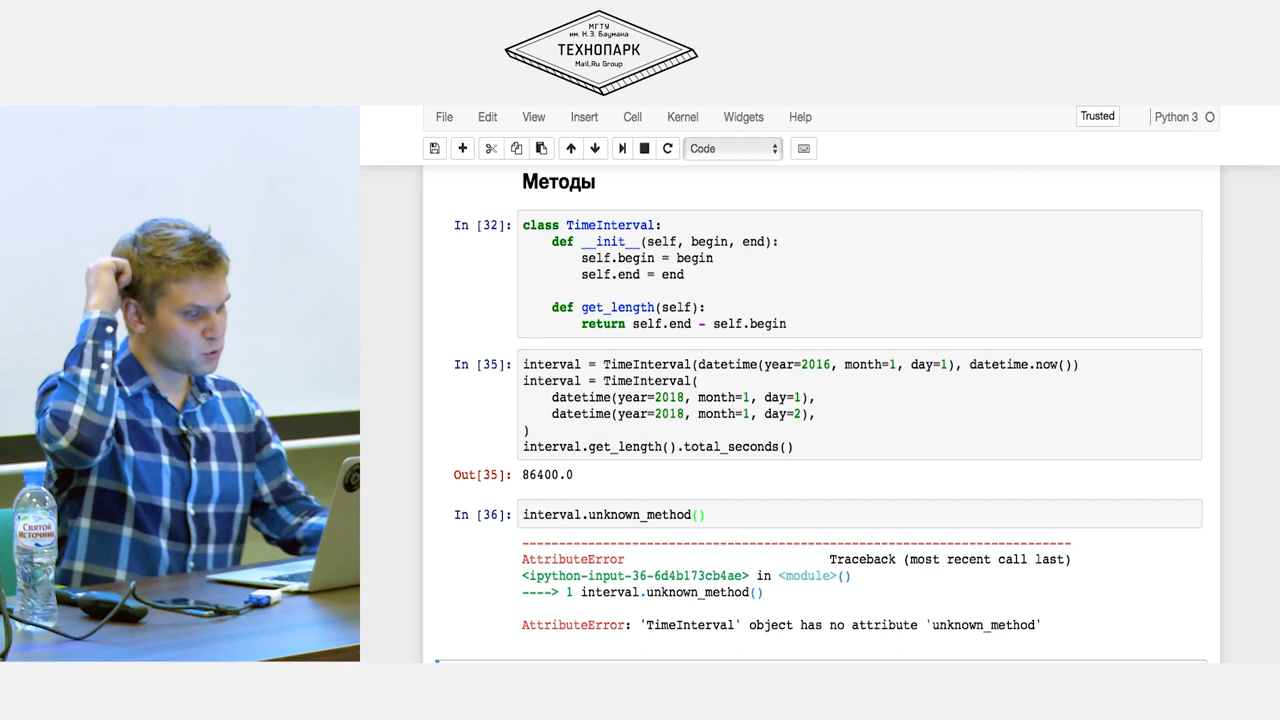 МГТУ
им. Н.Э. Баумана
ТЕХНОПАРК
Mail.Ru Group
File Edit View Insert Cell Kernel Widgets Help Trusted Python 3
Code
Методы
In [32]: class TimeInterval:
def __init__(self, begin, end):
self.begin = begin
self.end = end
def get_length(self):
return self.end - self.begin
In [35]: interval = TimeInterval(datetime(year=2016, month=1, day=1), datetime.now())
interval = TimeInterval(
datetime(year=2018, month=1, day=1),
datetime(year=2018, month=1, day=2),
)
interval.get_length().total_seconds()
Out[35]: 86400.0
In [36]: interval.unknown_method()
---------------------------------------------------------------------------
AttributeError Traceback (most recent call last)
<ipython-input-36-6d4b173cb4ae> in <module>()
----> 1 interval.unknown_method()
AttributeError: 'TimeInterval' object has no attribute 'unknown_method'
СВЯТОЙ
ИСТОЧНИК